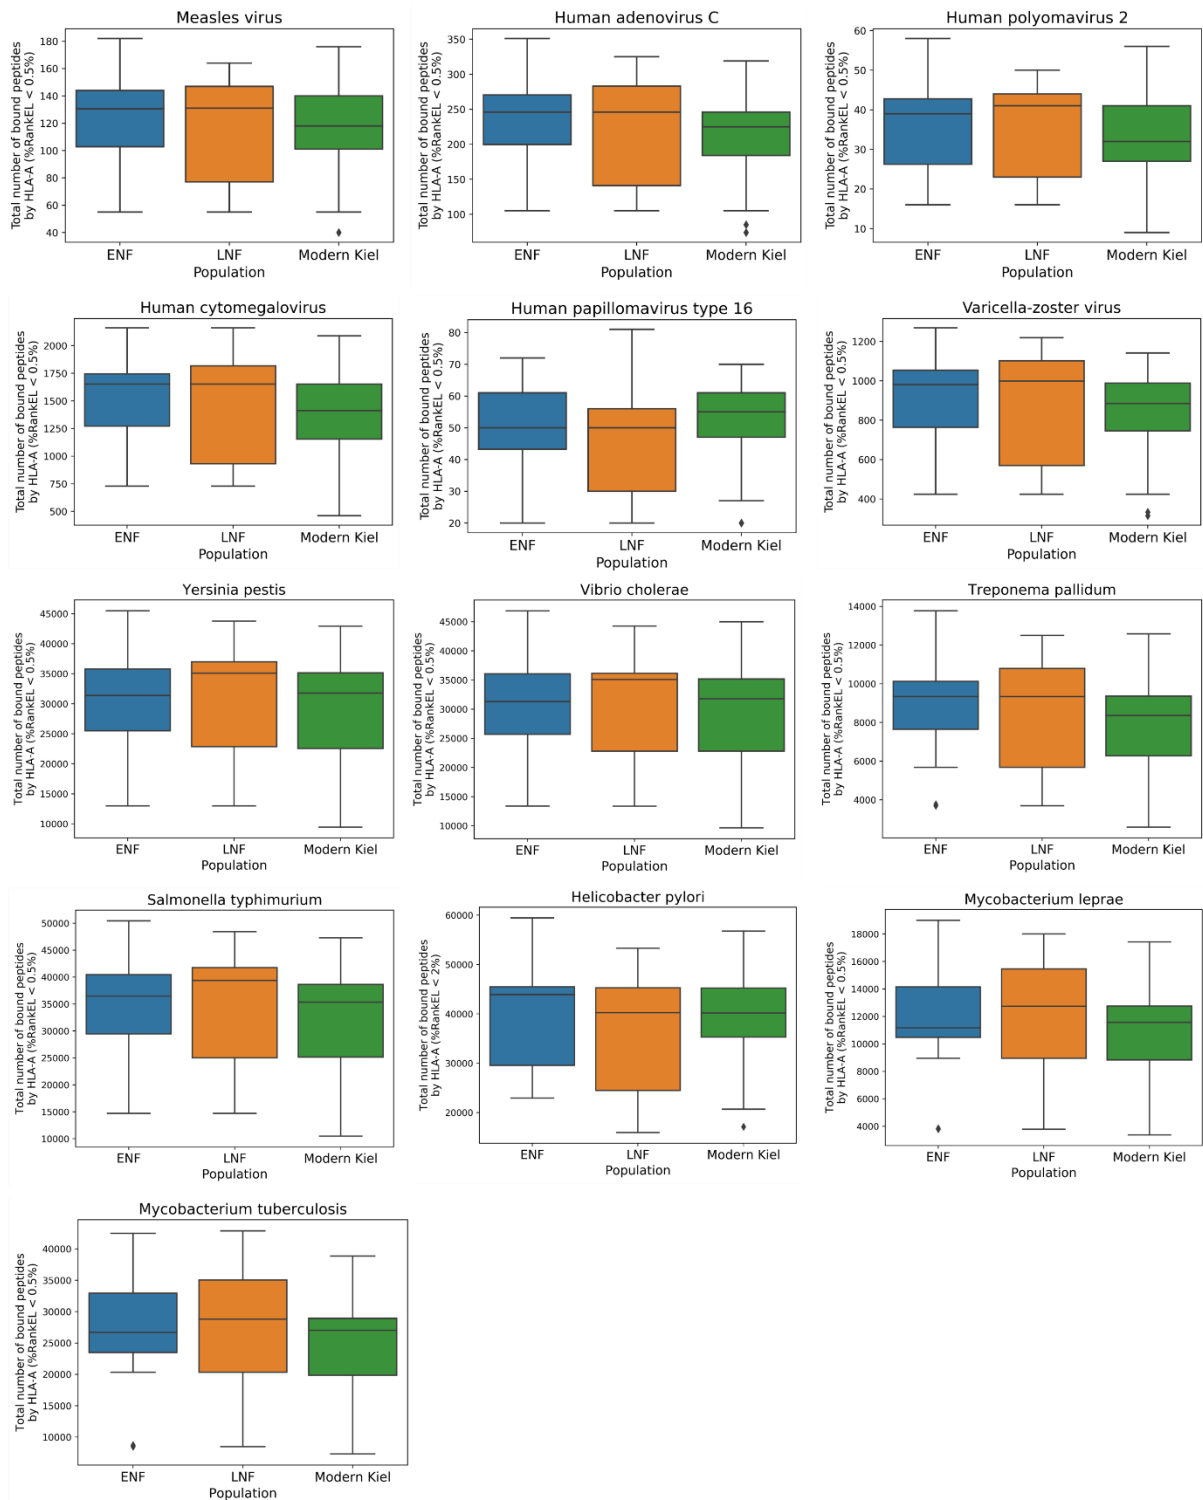 Measles virus
Total number of bound peptides
by HLA-A (%RankEL < 0.5%)
180
160
140
120
100
80
60
40
ENF LNF Modern Kiel
Population
Human adenovirus C
Total number of bound peptides
by HLA-A (%RankEL < 0.5%)
350
300
250
200
150
100
ENF LNF Modern Kiel
Population
Human polyomavirus 2
Total number of bound peptides
by HLA-A (%RankEL < 0.5%)
60
50
40
30
20
10
ENF LNF Modern Kiel
Population
Human cytomegalovirus
Total number of bound peptides
by HLA-A (%RankEL < 0.5%)
2000
1750
1500
1250
1000
750
500
ENF LNF Modern Kiel
Population
Human papillomavirus type 16
Total number of bound peptides
by HLA-A (%RankEL < 0.5%)
80
70
60
50
40
30
20
ENF LNF Modern Kiel
Population
Varicella-zoster virus
Total number of bound peptides
by HLA-A (%RankEL < 0.5%)
1200
1000
800
600
400
ENF LNF Modern Kiel
Population
Yersinia pestis
Total number of bound peptides
by HLA-A (%RankEL < 0.5%)
45000
40000
35000
30000
25000
20000
15000
10000
ENF LNF Modern Kiel
Population
Vibrio cholerae
Total number of bound peptides
by HLA-A (%RankEL < 0.5%)
45000
40000
35000
30000
25000
20000
15000
10000
ENF LNF Modern Kiel
Population
Treponema pallidum
Total number of bound peptides
by HLA-A (%RankEL < 0.5%)
14000
12000
10000
8000
6000
4000
ENF LNF Modern Kiel
Population
Salmonella typhimurium
Total number of bound peptides
by HLA-A (%RankEL < 0.5%)
50000
45000
40000
35000
30000
25000
20000
15000
10000
ENF LNF Modern Kiel
Population
Helicobacter pylori
Total number of bound peptides
by HLA-A (%RankEL < 2%)
60000
50000
40000
30000
20000
ENF LNF Modern Kiel
Population
Mycobacterium leprae
Total number of bound peptides
by HLA-A (%RankEL < 0.5%)
18000
16000
14000
12000
10000
8000
6000
4000
ENF LNF Modern Kiel
Population
Mycobacterium tuberculosis
Total number of bound peptides
by HLA-A (%RankEL < 0.5%)
40000
35000
30000
25000
20000
15000
10000
ENF LNF Modern Kiel
Population